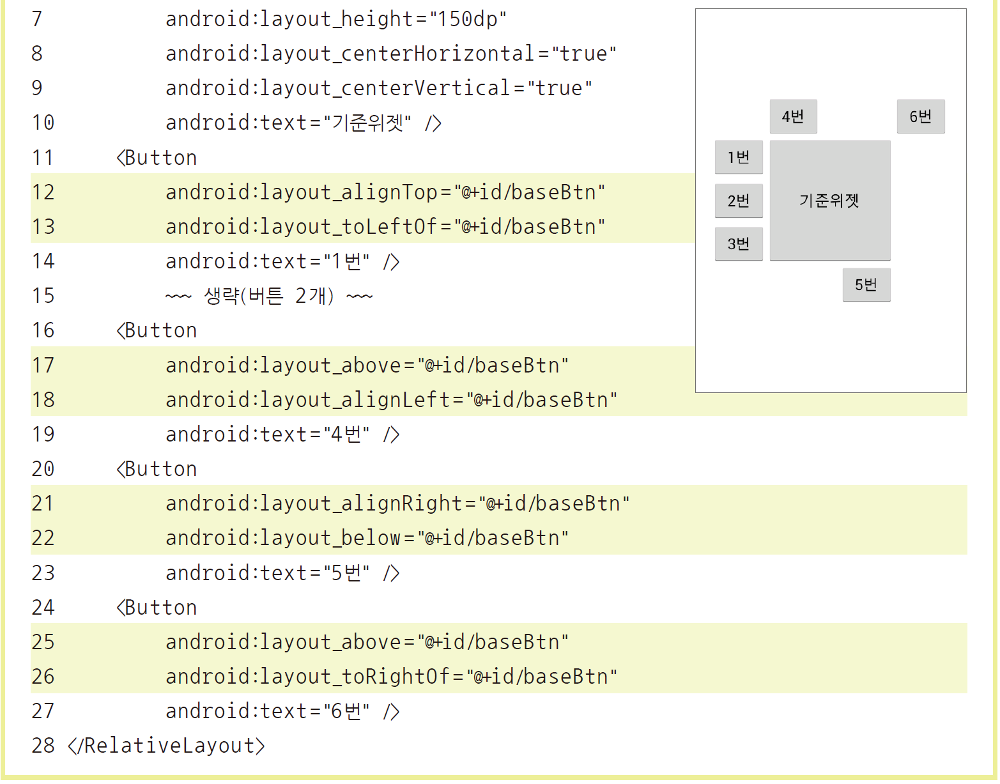 7 android:layout_height="150dp"
8 android:layout_centerHorizontal="true"
9 android:layout_centerVertical="true"
10 android:text="기준위젯" />
11 <Button
12 android:layout_alignTop="@+id/baseBtn"
13 android:layout_toLeftOf="@+id/baseBtn"
14 android:text="1번" />
15 ~~~ 생략(버튼 2개) ~~~
16 <Button
17 android:layout_above="@+id/baseBtn"
18 android:layout_alignLeft="@+id/baseBtn"
19 android:text="4번" />
20 <Button
21 android:layout_alignRight="@+id/baseBtn"
22 android:layout_below="@+id/baseBtn"
23 android:text="5번" />
24 <Button
25 android:layout_above="@+id/baseBtn"
26 android:layout_toRightOf="@+id/baseBtn"
27 android:text="6번" />
28 </RelativeLayout>
4번 6번
1번
2번 기준위젯
3번
5번